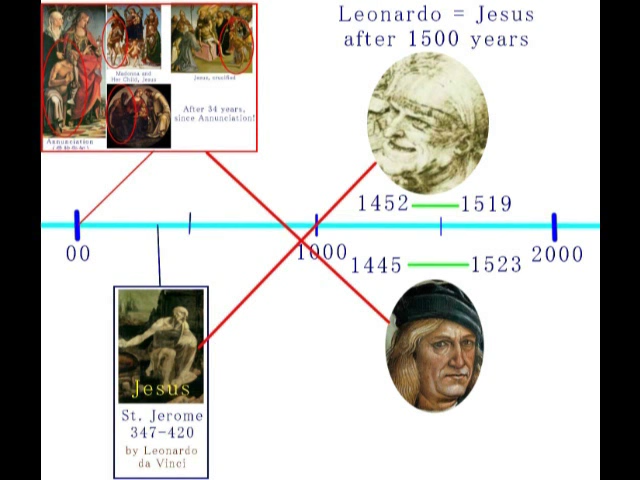 Leonardo = Jesus
after 1500 years
Madonna and
Her Child, Jesus
Jesus, crucified
After 34 years,
since Annunciation!
Annunciation
1452
1519
00
1000
2000
1445
1523
Jesus
St. Jerome
347-420
by Leonardo
da Vinci